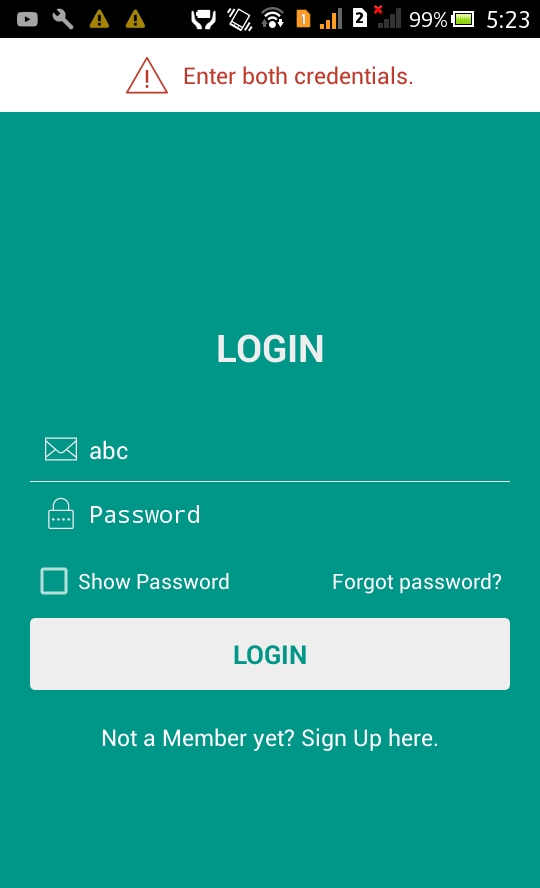 1 2 99% 5:23
Enter both credentials.
LOGIN
abc
Password
Show Password Forgot password?
LOGIN
Not a Member yet? Sign Up here.